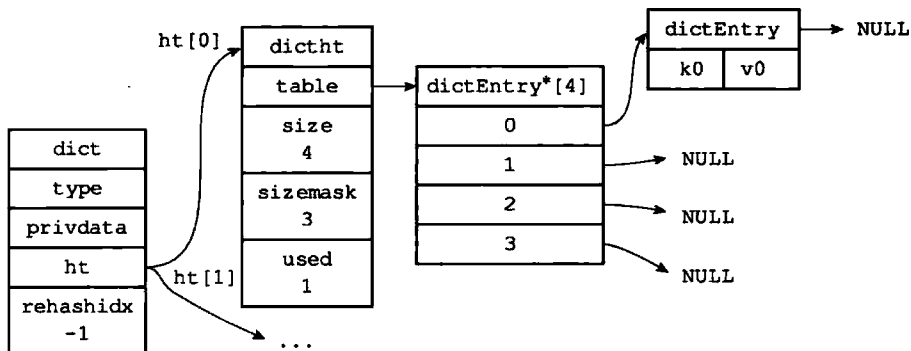 dict
type
privdata
ht
rehashidx
-1
ht[0]
ht[1]
...
dictht
table
size
4
sizemask
3
used
1
dictEntry*[4]
0
1
2
3
dictEntry
k0 v0
NULL
NULL
NULL
NULL